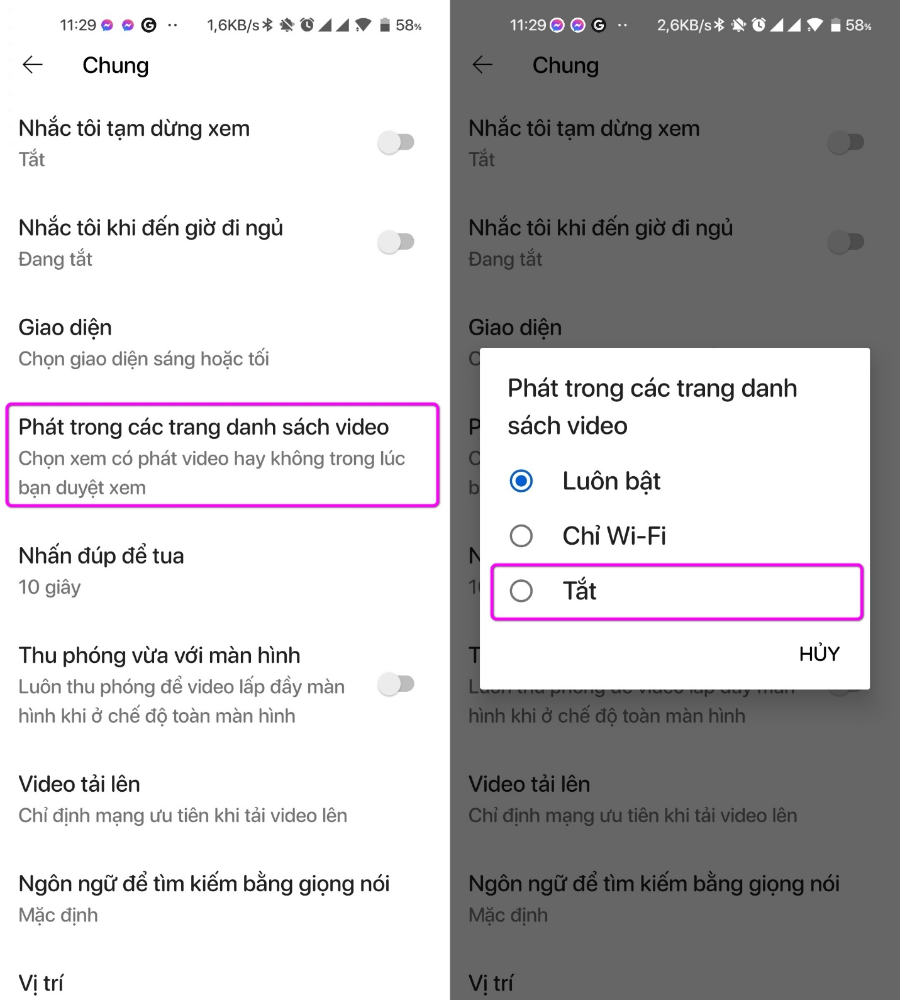 11:29 1,6KB/s 58%
Chung
Nhắc tôi tạm dừng xem
Tắt
Nhắc tôi khi đến giờ đi ngủ
Đang tắt
Giao diện
Chọn giao diện sáng hoặc tối
Phát trong các trang danh sách video
Chọn xem có phát video hay không trong lúc
bạn duyệt xem
Nhấn đúp để tua
10 giây
Thu phóng vừa với màn hình
Luôn thu phóng để video lấp đầy màn
hình khi ở chế độ toàn màn hình
Video tải lên
Chỉ định mạng ưu tiên khi tải video lên
Ngôn ngữ để tìm kiếm bằng giọng nói
Mặc định
Vị trí
11:29 2,6KB/s 58%
Chung
Nhắc tôi tạm dừng xem
Tắt
Nhắc tôi khi đến giờ đi ngủ
Đang tắt
Giao diện
Phát trong các trang danh
sách video
Luôn bật
Chỉ Wi-Fi
Tắt
HỦY
Luôn thu phóng để video lấp đầy màn
hình khi ở chế độ toàn màn hình
Video tải lên
Chỉ định mạng ưu tiên khi tải video lên
Ngôn ngữ để tìm kiếm bằng giọng nói
Mặc định
Vị trí